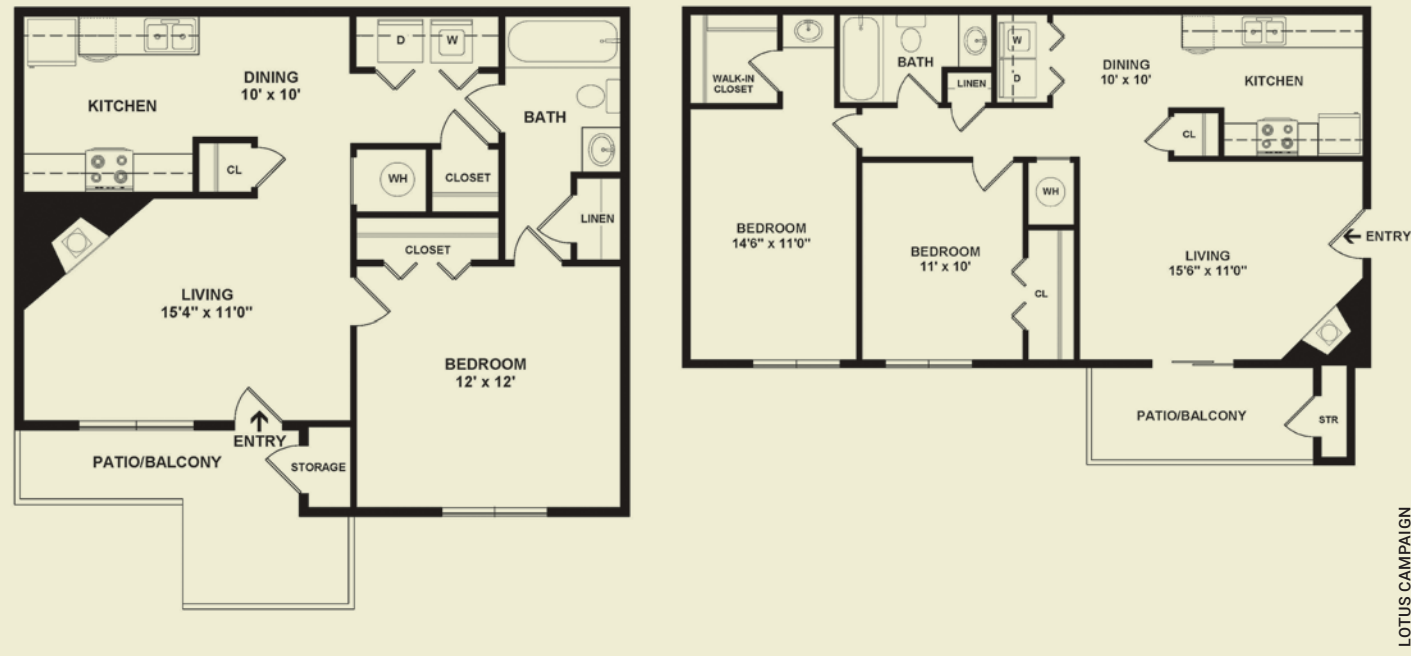 KITCHEN
DINING
10' x 10'
D
W
BATH
CL
WH
CLOSET
LINEN
CLOSET
LIVING
15'4" x 11'0"
BEDROOM
12' x 12'
ENTRY
PATIO/BALCONY
STORAGE
WALK-IN
CLOSET
BATH
LINEN
W
D
DINING
10' x 10'
KITCHEN
CL
BEDROOM
14'6" x 11'0"
BEDROOM
11' x 10'
WH
CL
LIVING
15'6" x 11'0"
ENTRY
PATIO/BALCONY
STR
LOTUS CAMPAIGN